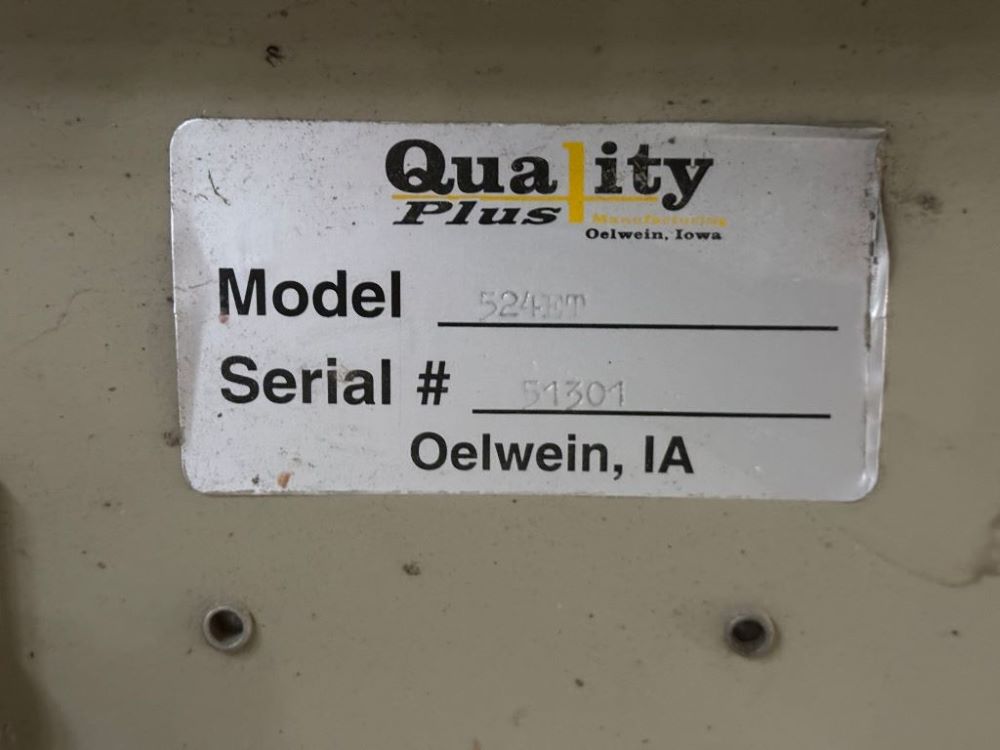 Quality
Plus
Manufacturing
Oelwein, Iowa
Model 524ET
Serial # 51301
Oelwein, IA